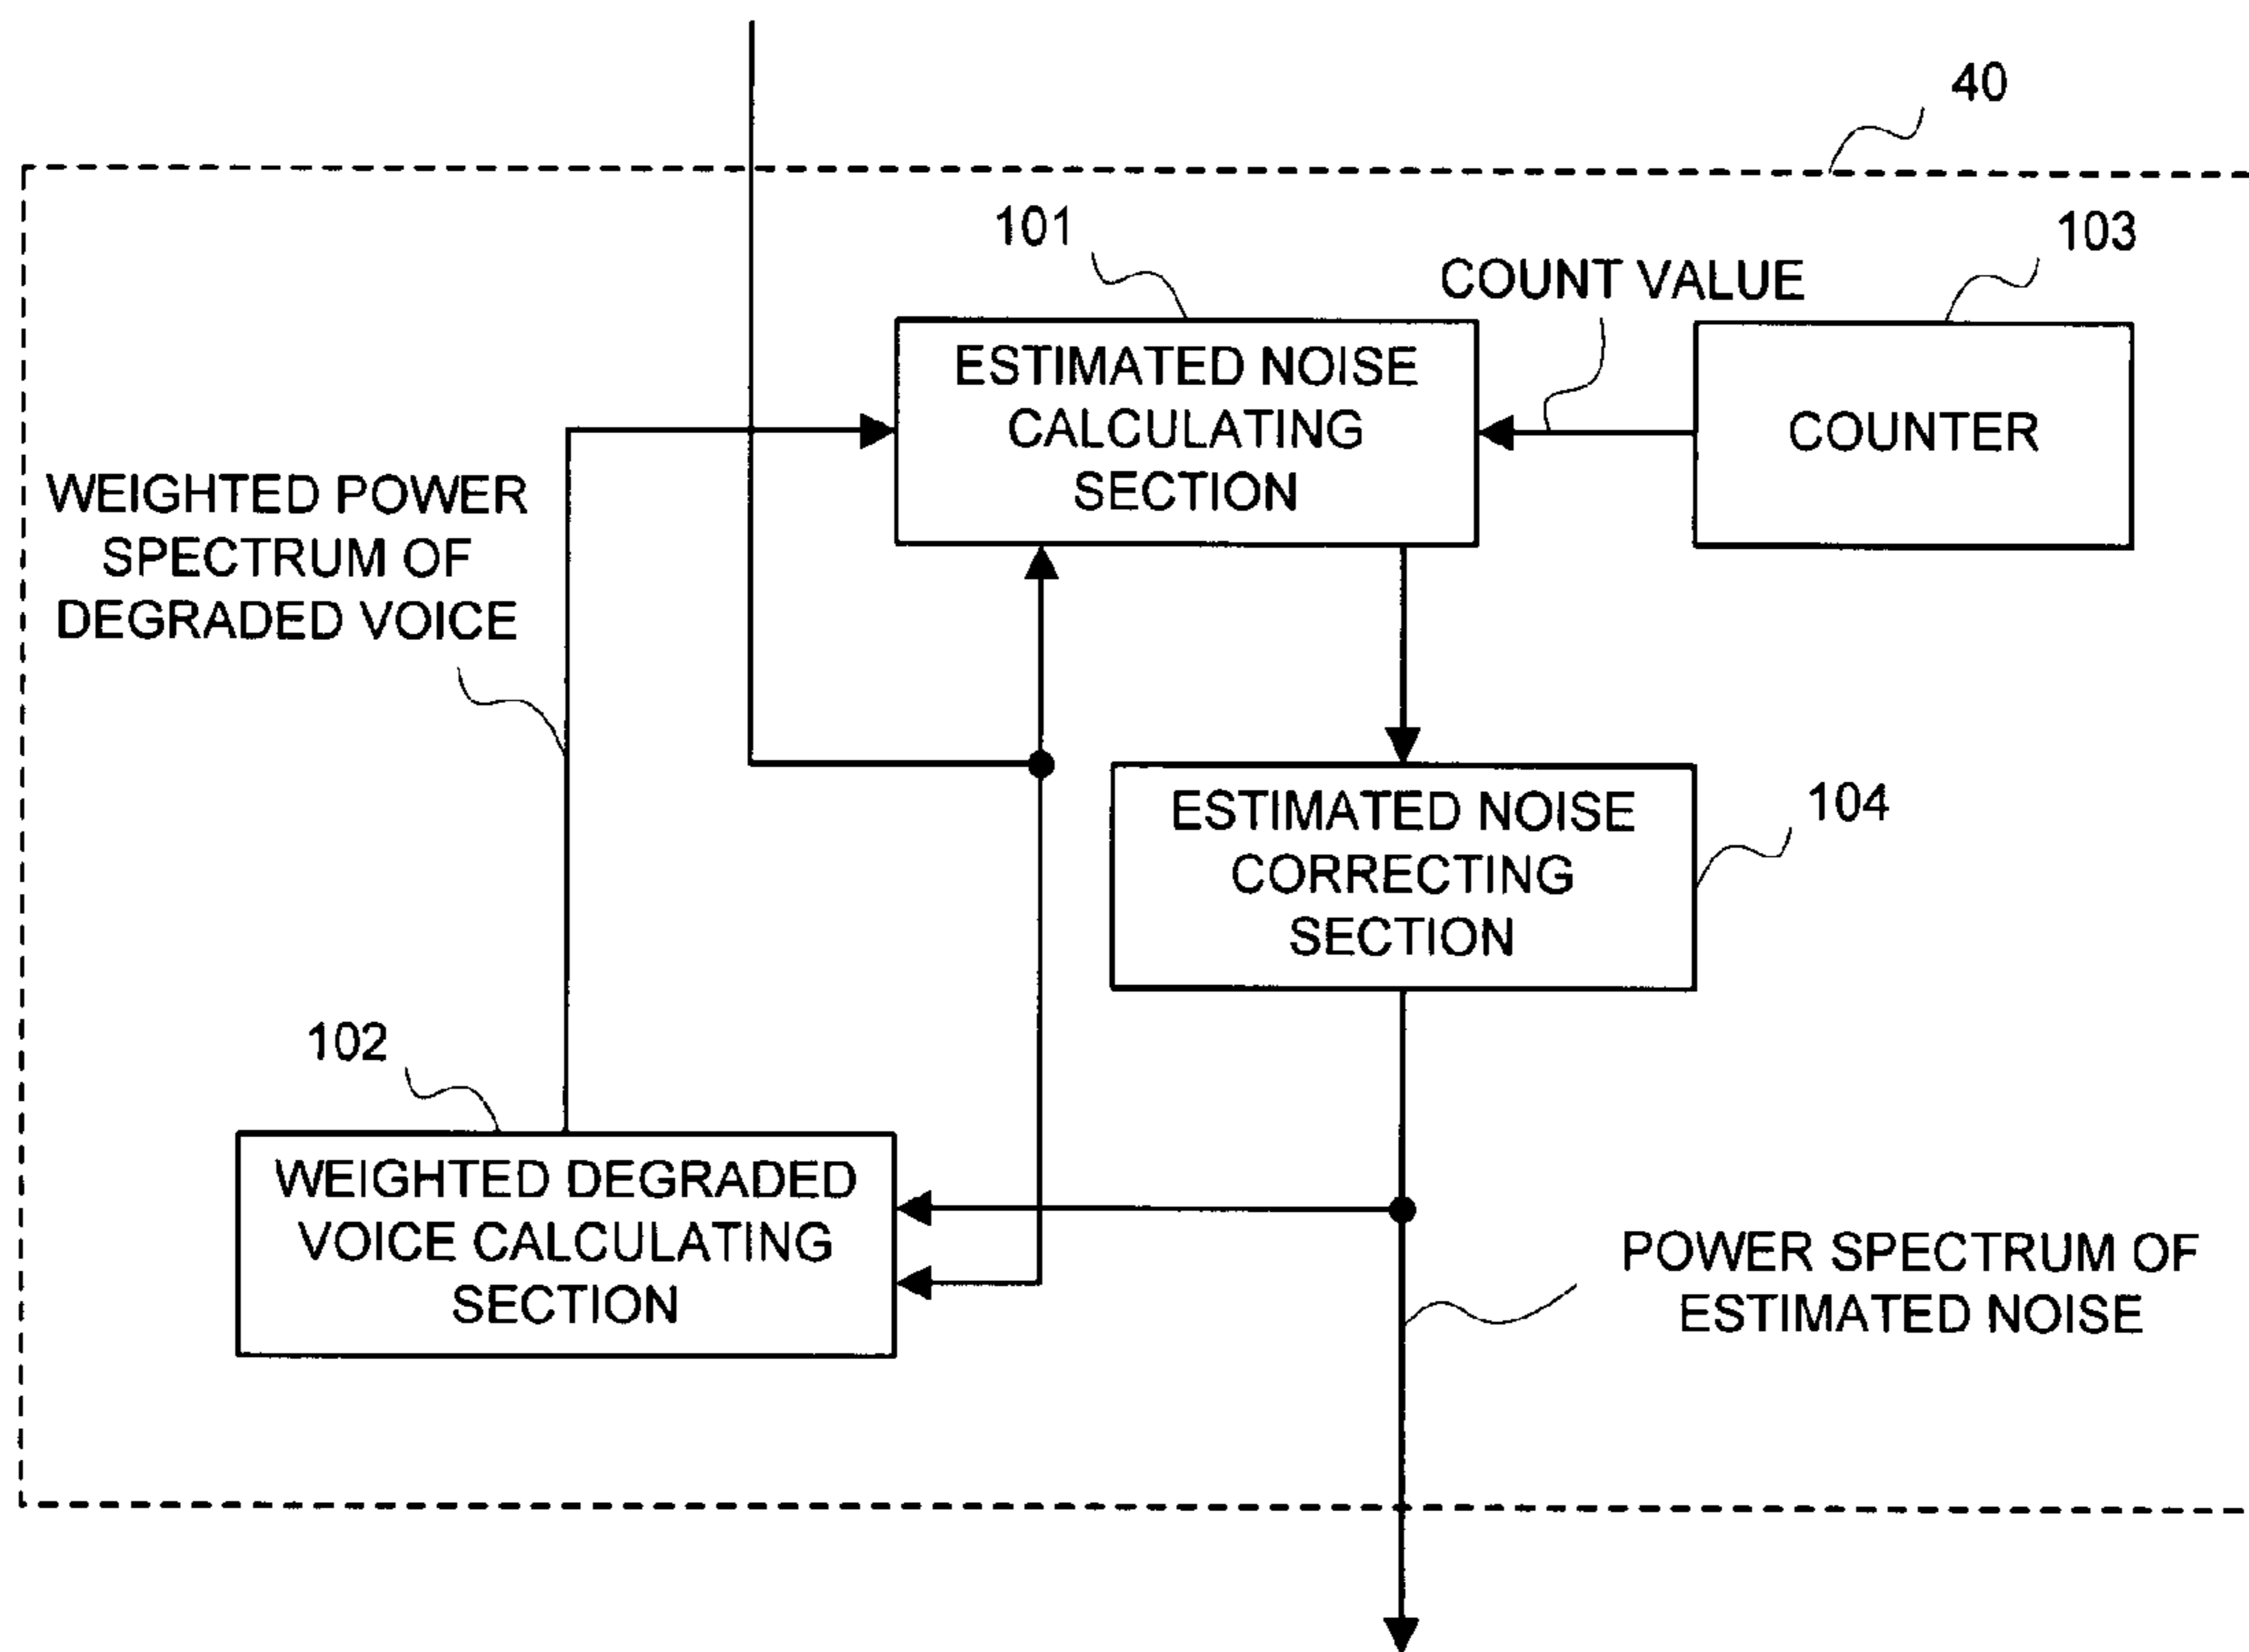 40
101
103
COUNT VALUE
ESTIMATED NOISE
CALCULATING
SECTION
COUNTER
WEIGHTED POWER
SPECTRUM OF
DEGRADED VOICE
104
ESTIMATED NOISE
CORRECTING
SECTION
102
WEIGHTED DEGRADED
VOICE CALCULATING
SECTION
POWER SPECTRUM OF
ESTIMATED NOISE